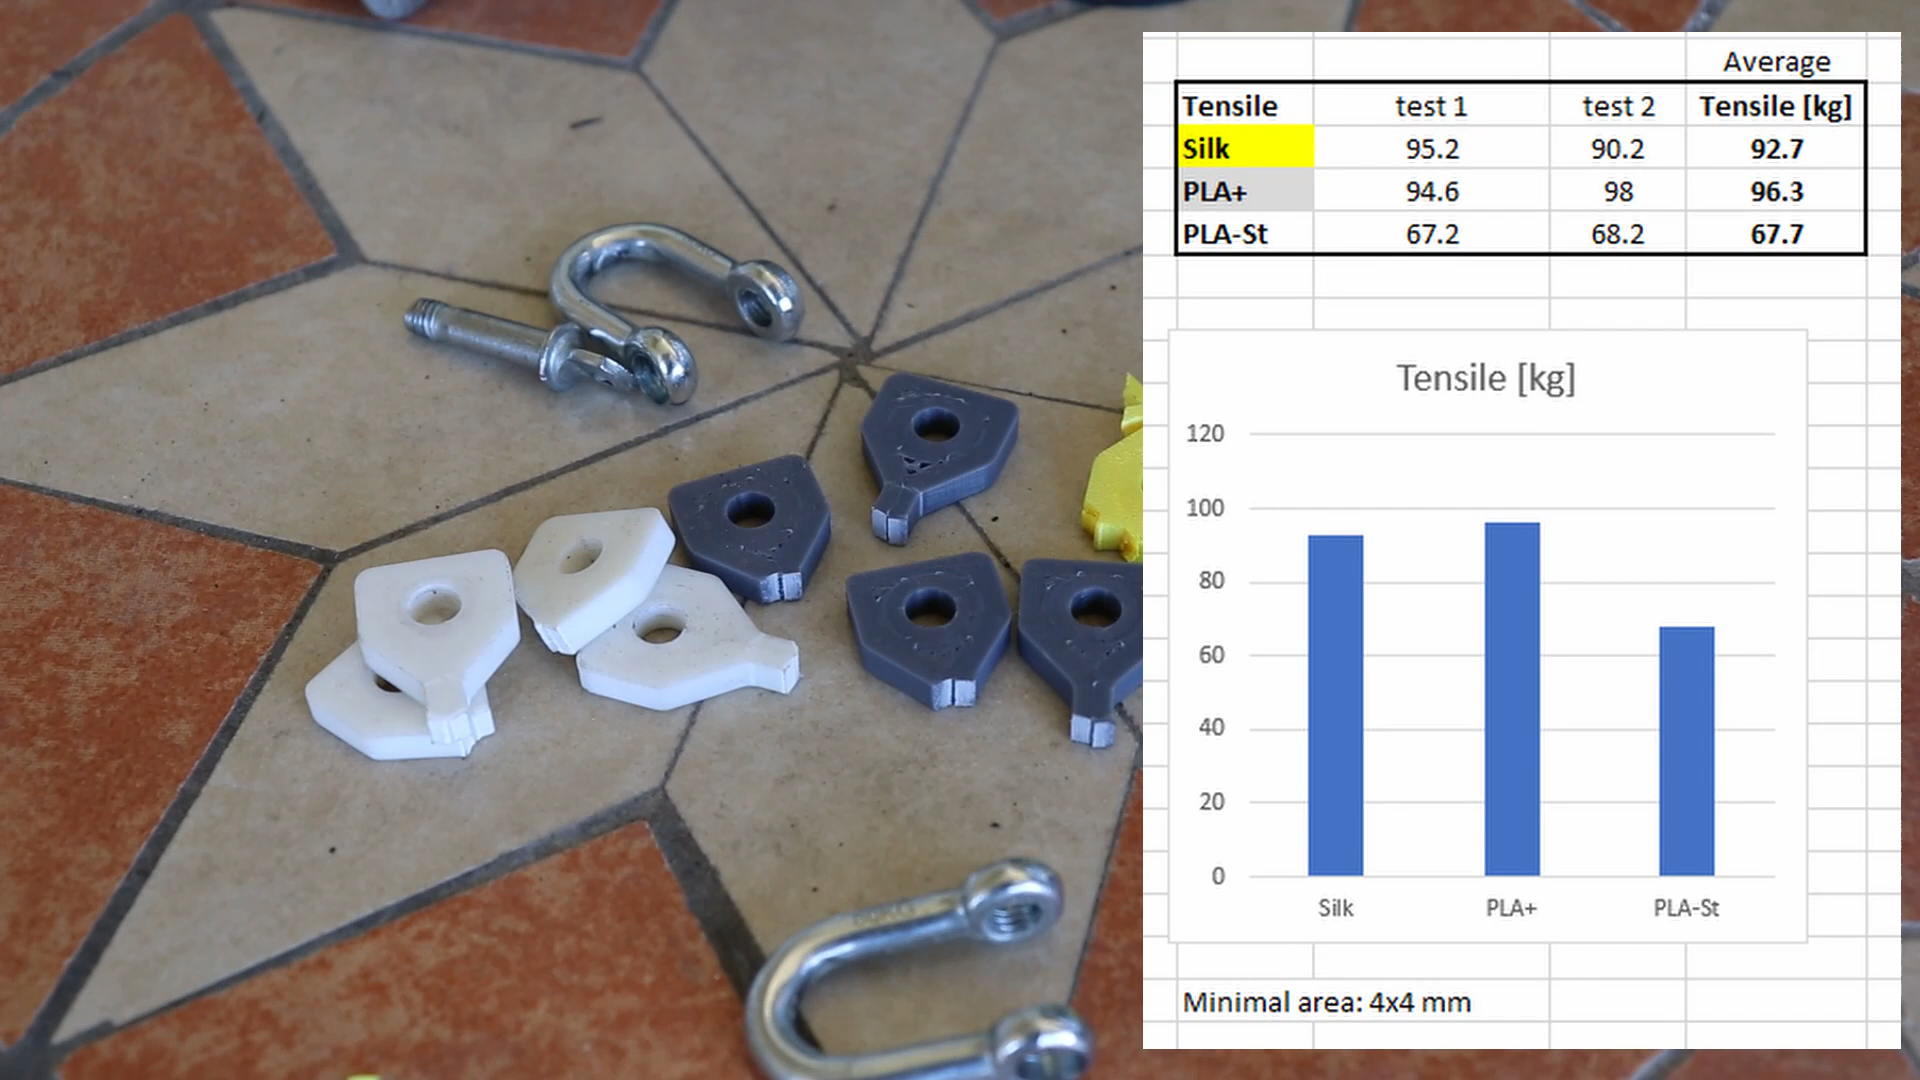 Average
Tensile test 1 test 2 Tensile [kg]
Silk 95.2 90.2 92.7
PLA+ 94.6 98 96.3
PLA-St 67.2 68.2 67.7
Tensile [kg]
120
100
80
60
40
20
0
Silk PLA+ PLA-St
Minimal area: 4x4 mm